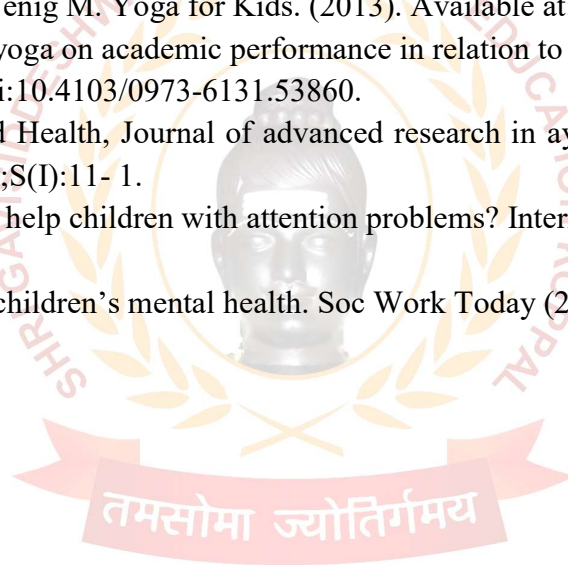 enig M. Yoga for Kids. (2013). Available at
yoga on academic performance in relation to
i:10.4103/0973-6131.53860.
d Health, Journal of advanced research in ay
;S(I):11- 1.
help children with attention problems? Inter
children’s mental health. Soc Work Today (2
तमसोमा ज्योतिर्गमय